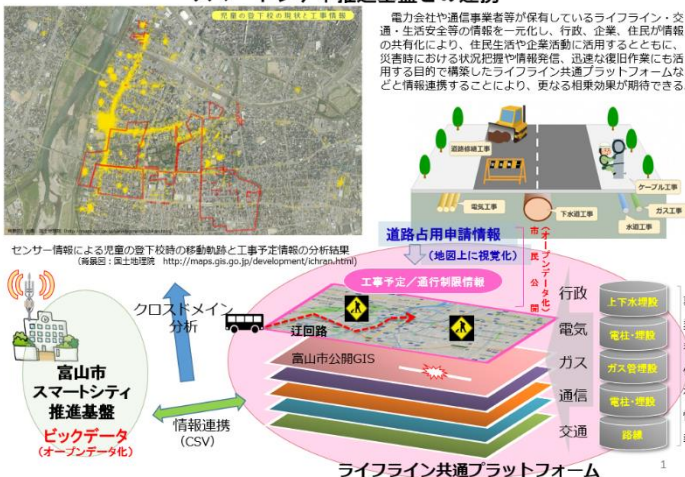 スマートシティ推進基盤との連携
児童の登下校の現状と工事情報
電力会社や通信事業者等が保有しているライフライン・交
通・生活安全等の情報を一元化し、行政、企業、住民が情報
の共有化により、住民生活や企業活動に活用するとともに、
災害時における状況把握や情報発信、迅速な復旧作業にも活
用する目的で構築したライフライン共通プラットフォームな
どと情報連携することにより、更なる相乗効果が期待できる
道路修繕工事
ケーブル工事
電気工事
下水道工事
ガス工事
水道工事
センサー情報による児童の登下校時の移動軌跡と工事予定情報の分析結果
(背景図:国土地理院 http://maps.gis.go.jp/development/ichran.html)
道路占用申請情報
(地図上に視覚化)
市民公開
(オープンデータ化)
工事予定/通行制限情報
クロスドメイン
分析
迂回路
富山市公開GIS
行政
電気
ガス
通信
交通
上下水埋設
電柱・埋設
ガス管埋設
電柱・埋設
路線
富山市
スマートシティ
推進基盤
ビックデータ
(オープンデータ化)
情報連携
(CSV)
ライフライン共通プラットフォーム
1